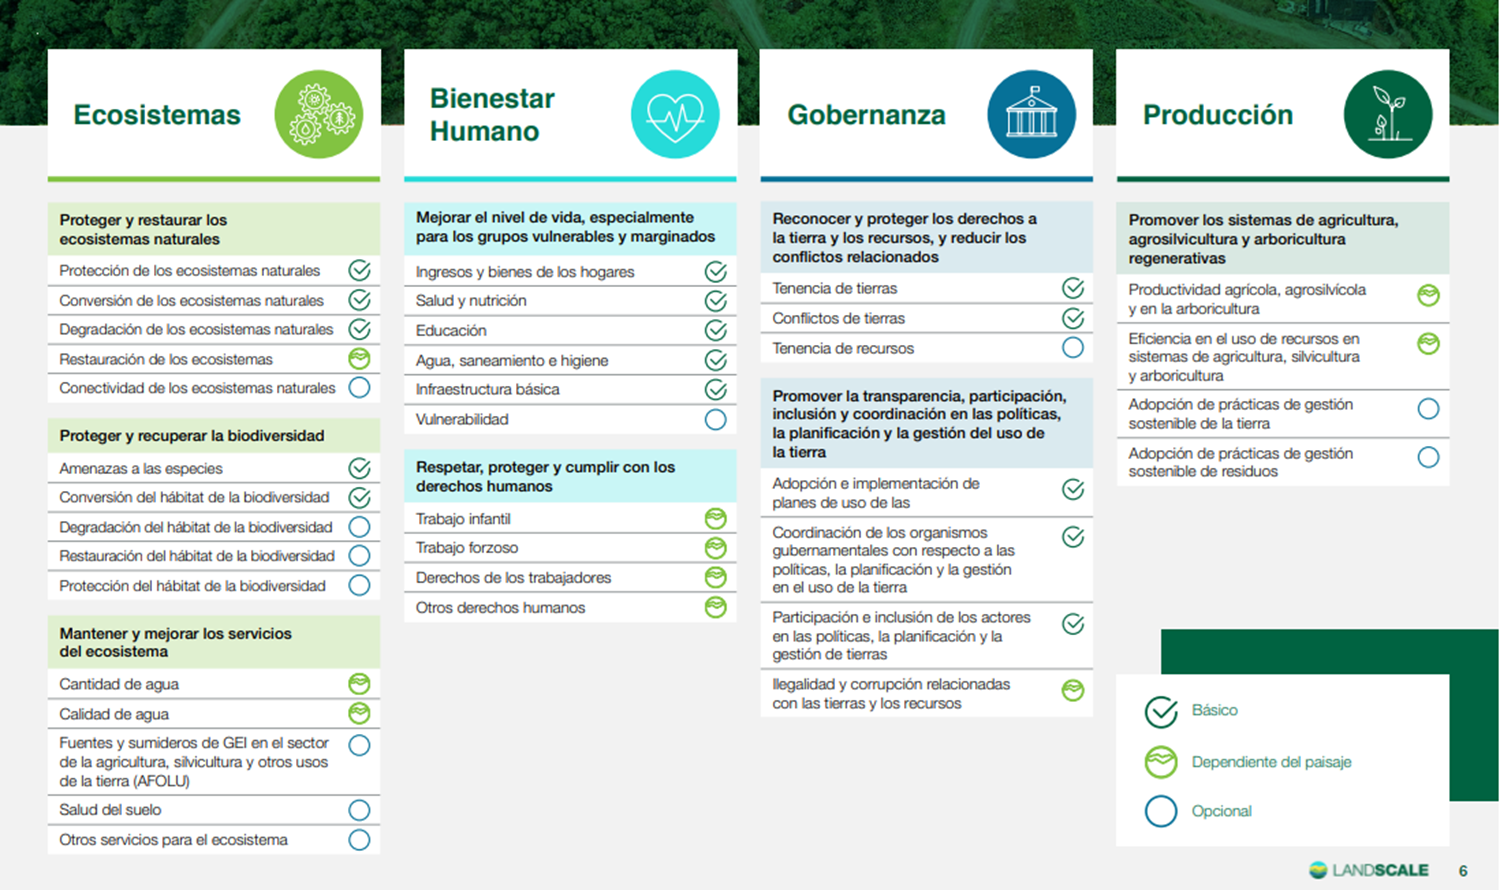 Ecosistemas
Proteger y restaurar los
ecosistemas naturales
Protección de los ecosistemas naturales
Conversión de los ecosistemas naturales
Degradación de los ecosistemas naturales
Restauración de los ecosistemas
Conectividad de los ecosistemas naturales
Proteger y recuperar la biodiversidad
Amenazas a las especies
Conversión del hábitat de la biodiversidad
Degradación del hábitat de la biodiversidad
Restauración del hábitat de la biodiversidad
Protección del hábitat de la biodiversidad
Mantener y mejorar los servicios
del ecosistema
Cantidad de agua
Calidad de agua
Fuentes y sumideros de GEI en el sector
de la agricultura, silvicultura y otros usos
de la tierra (AFOLU)
Salud del suelo
Otros servicios para el ecosistema
Bienestar
Humano
Mejorar el nivel de vida, especialmente
para los grupos vulnerables y marginados
Ingresos y bienes de los hogares
Salud y nutrición
Educación
Agua, saneamiento e higiene
Infraestructura básica
Vulnerabilidad
Respetar, proteger y cumplir con los
derechos humanos
Trabajo infantil
Trabajo forzoso
Derechos de los trabajadores
Otros derechos humanos
Gobernanza
Reconocer y proteger los derechos a
la tierra y los recursos, y reducir los
conflictos relacionados
Tenencia de tierras
Conflictos de tierras
Tenencia de recursos
Promover la transparencia, participación,
inclusión y coordinación en las políticas,
la planificación y la gestión del uso de
la tierra
Adopción e implementación de
planes de uso de las
Coordinación de los organismos
gubernamentales con respecto a las
políticas, la planificación y la gestión
en el uso de la tierra
Participación e inclusión de los actores
en las políticas, la planificación y la
gestión de tierras
Ilegalidad y corrupción relacionadas
con las tierras y los recursos
Producción
Promover los sistemas de agricultura,
agrosilvicultura y arboricultura
regenerativas
Productividad agrícola, agrosilvícola
y en la arboricultura
Eficiencia en el uso de recursos en
sistemas de agricultura, silvicultura
y arboricultura
Adopción de prácticas de gestión
sostenible de la tierra
Adopción de prácticas de gestión
sostenible de residuos
Básico
Dependiente del paisaje
Opcional
LANDSCALE 6